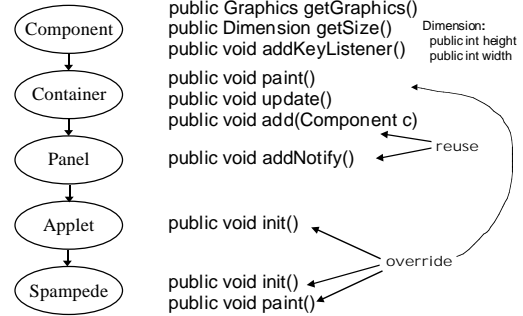 Component
public Graphics getGraphics()
public Dimension getSize()
public void addKeyListener()
Dimension:
public int height
public int width
Container
public void paint()
public void update()
public void add(Component c)
reuse
Panel
public void addNotify()
Applet
public void init()
override
Spampede
public void init()
public void paint()